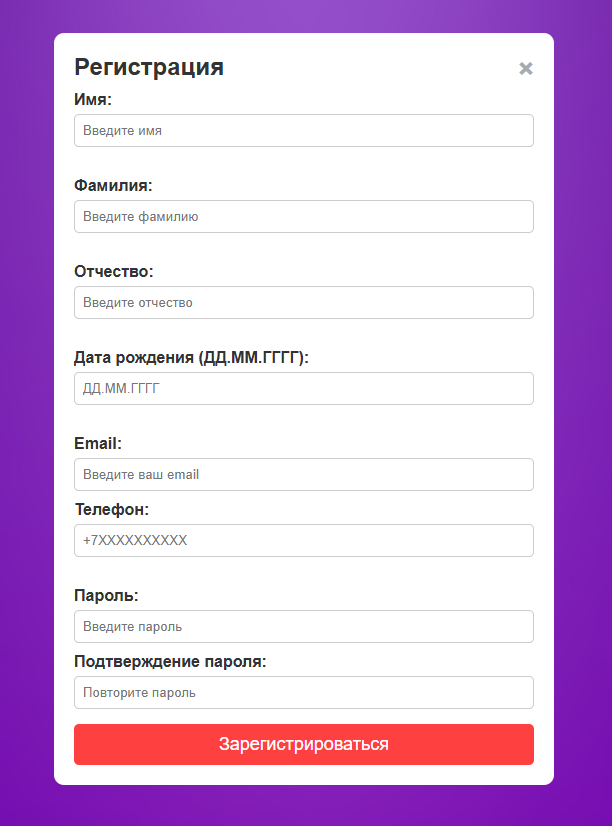 Регистрация
Имя:
Введите имя
Фамилия:
Введите фамилию
Отчество:
Введите отчество
Дата рождения (ДД.ММ.ГГГГ):
ДД.ММ.ГГГГ
Email:
Введите ваш email
Телефон:
+7XXXXXXXXXX
Пароль:
Введите пароль
Подтверждение пароля:
Повторите пароль
Зарегистрироваться